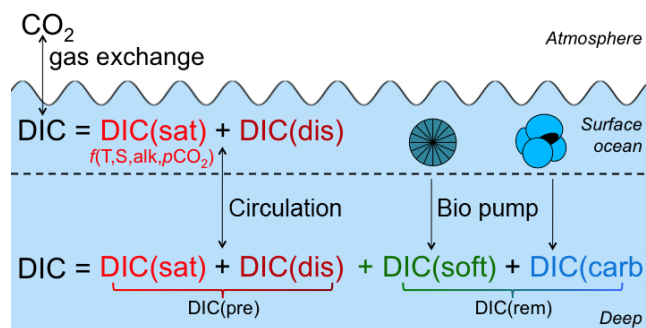 CO₂
gas exchange
Atmosphere
DIC = DIC(sat) + DIC(dis)
f(T,S,alk,pCO₂)
Surface
ocean
Circulation
Bio pump
DIC = DIC(sat) + DIC(dis) + DIC(soft) + DIC(carb
DIC(pre)
DIC(rem)
Deep